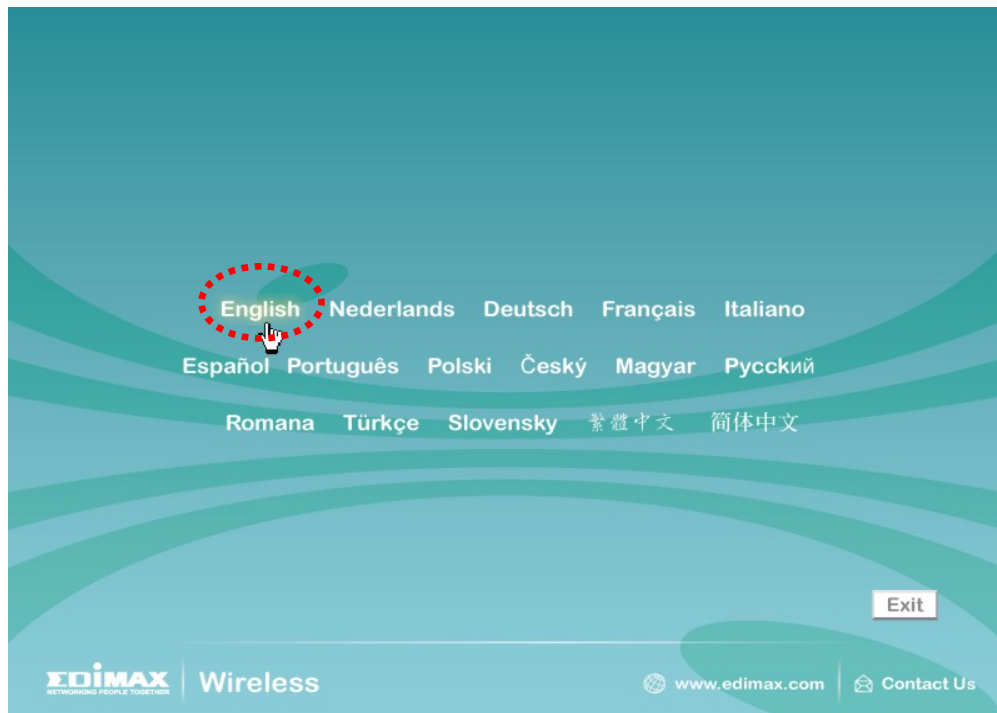 English Nederlands Deutsch Français Italiano
Español Português Polski Český Magyar Русский
Romana Türkçe Slovensky 繁體中文 简体中文
Exit
EDIMAX
NETWORKING PEOPLE TOGETHER
Wireless
www.edimax.com
Contact Us